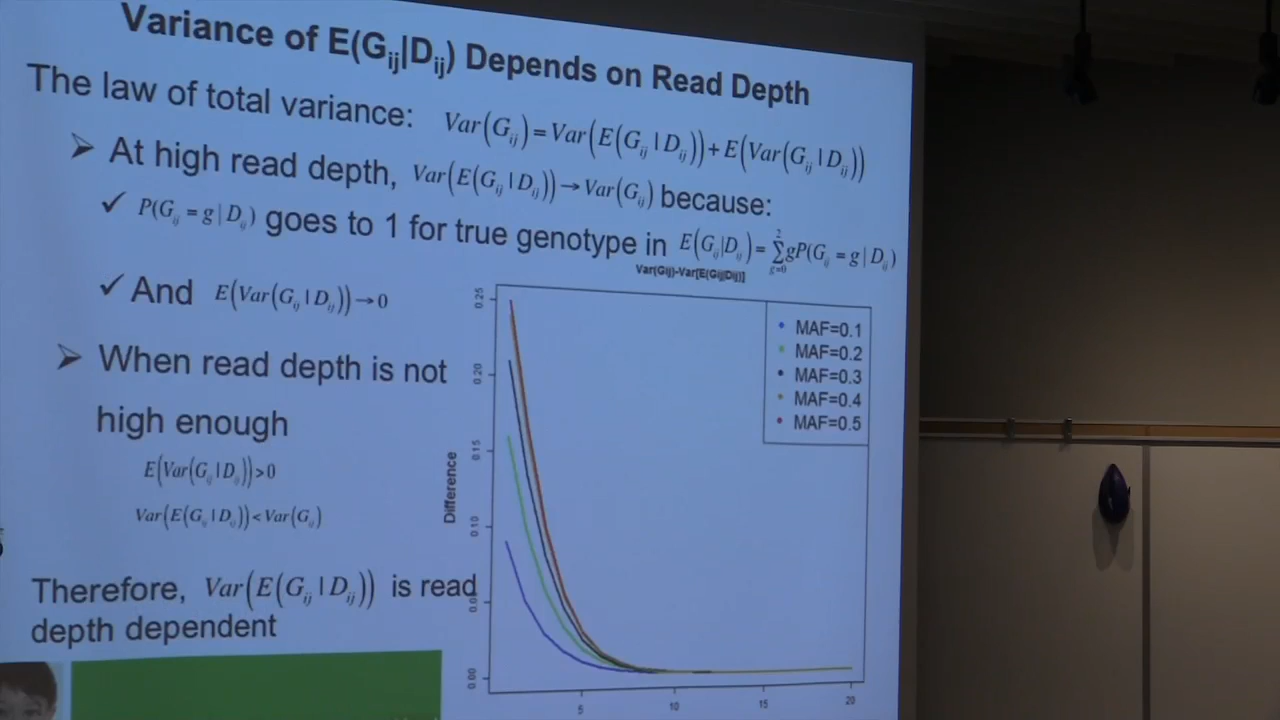 Variance of E(Gij|Dij) Depends on Read Depth
The law of total variance: Var(Gij)=Var(E(Gij|Dij))+E(Var(Gij|Dij))
➢ At high read depth, Var(E(Gij|Dij))→Var(Gij) because:
✓ P(Gij=g|Dij) goes to 1 for true genotype in E(Gij|Dij)=∑gP(Gij=g|Dij)
2
g=0
Var(Gij)-Var[E(Gij|Dij)]
✓ And E(Var(Gij|Dij))→0
➢ When read depth is not
high enough
E(Var(Gij|Dij))>0
Var(E(Gij|Dij))<Var(Gij)
Therefore, Var(E(Gij|Dij)) is read
depth dependent
MAF=0.1
MAF=0.2
MAF=0.3
MAF=0.4
MAF=0.5
Difference
0.25
0.20
0.15
0.10
0.00
5
10
15
20